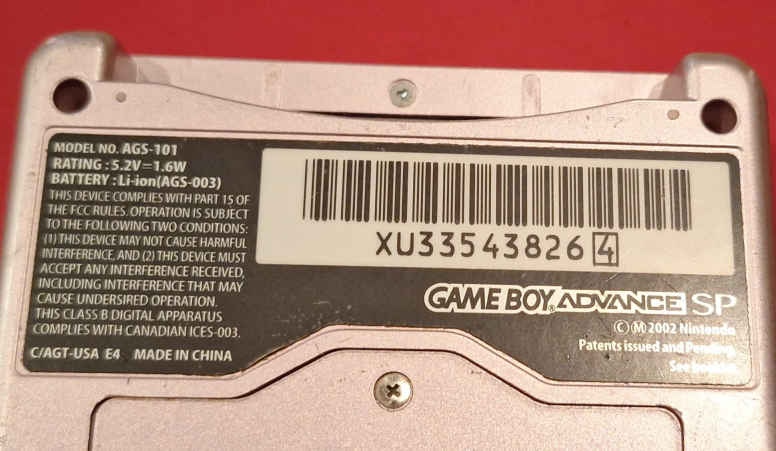 MODEL NO. AGS-101
RATING : 5.2V⎓1.6W
BATTERY : Li-ion(AGS-003)
THIS DEVICE COMPLIES WITH PART 15 OF
THE FCC RULES. OPERATION IS SUBJECT
TO THE FOLLOWING TWO CONDITIONS:
(1) THIS DEVICE MAY NOT CAUSE HARMFUL
INTERFERENCE, AND (2) THIS DEVICE MUST
ACCEPT ANY INTERFERENCE RECEIVED,
INCLUDING INTERFERENCE THAT MAY
CAUSE UNDERSIRED OPERATION.
THIS CLASS B DIGITAL APPARATUS
COMPLIES WITH CANADIAN ICES-003.
C/AGT-USA E4 MADE IN CHINA
XU33543826 4
GAME BOY ADVANCE SP
© M 2002 Nintendo
Patents issued and Pending.
See